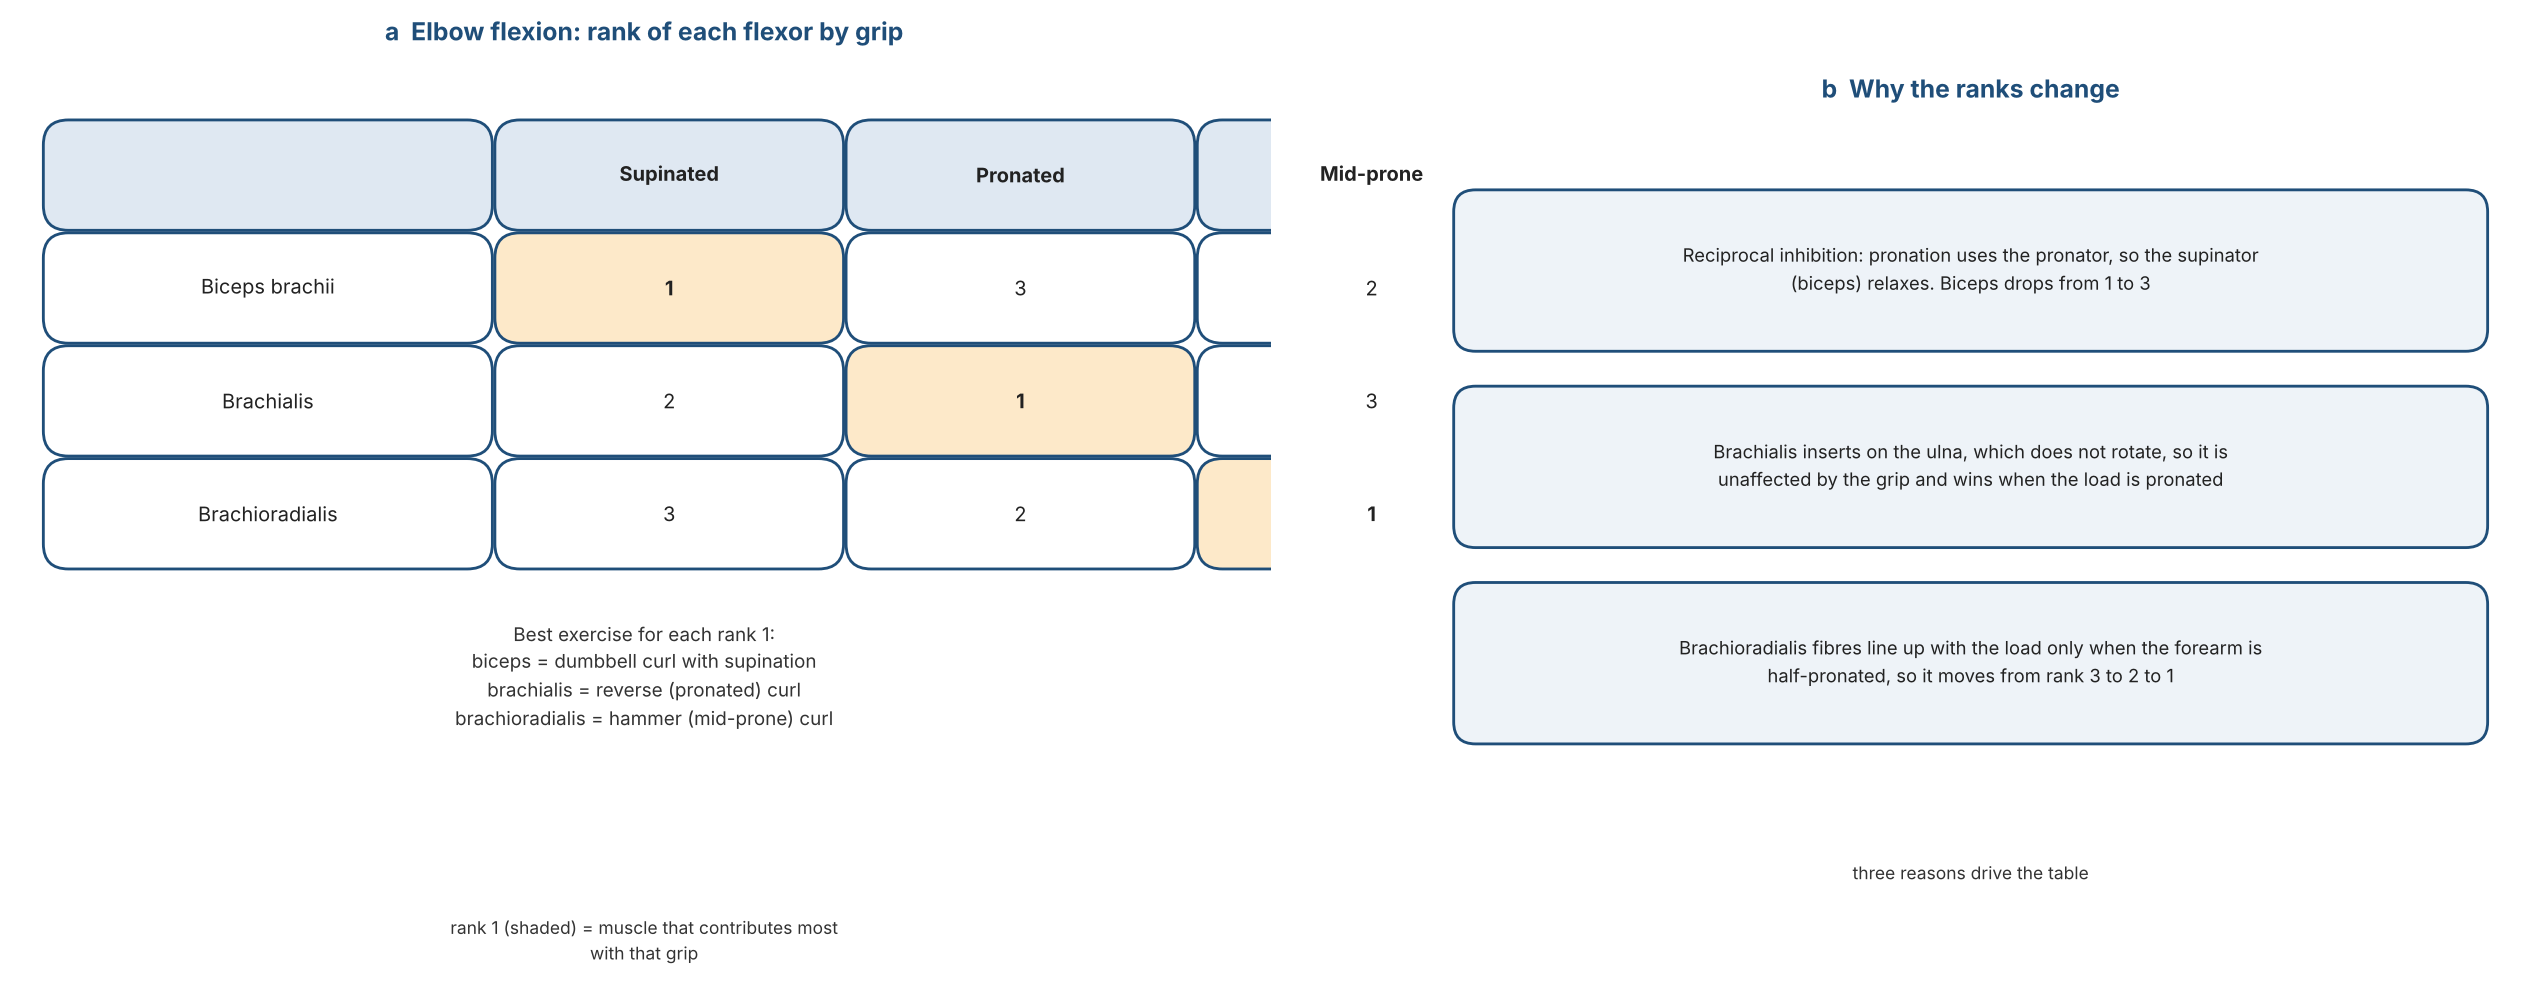 a Elbow flexion: rank of each flexor by grip
Supinated Pronated Mid-prone
Biceps brachii 1 3 2
Brachialis 2 1 3
Brachioradialis 3 2 1
Best exercise for each rank 1:
biceps = dumbbell curl with supination
brachialis = reverse (pronated) curl
brachioradialis = hammer (mid-prone) curl
rank 1 (shaded) = muscle that contributes most
with that grip
b Why the ranks change
Reciprocal inhibition: pronation uses the pronator, so the supinator
(biceps) relaxes. Biceps drops from 1 to 3
Brachialis inserts on the ulna, which does not rotate, so it is
unaffected by the grip and wins when the load is pronated
Brachioradialis fibres line up with the load only when the forearm is
half-pronated, so it moves from rank 3 to 2 to 1
three reasons drive the table